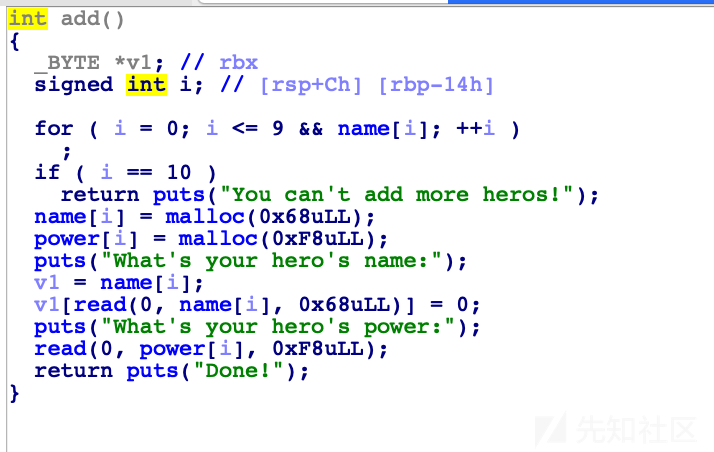 int add()
{
  _BYTE *v1; // rbx
  signed int i; // [rsp+Ch] [rbp-14h]

  for ( i = 0; i <= 9 && name[i]; ++i )
    ;
  if ( i == 10 )
    return puts("You can't add more heros!");
  name[i] = malloc(0x68uLL);
  power[i] = malloc(0xF8uLL);
  puts("What's your hero's name:");
  v1 = name[i];
  v1[read(0, name[i], 0x68uLL)] = 0;
  puts("What's your hero's power:");
  read(0, power[i], 0xF8uLL);
  return puts("Done!");
}
先知社区